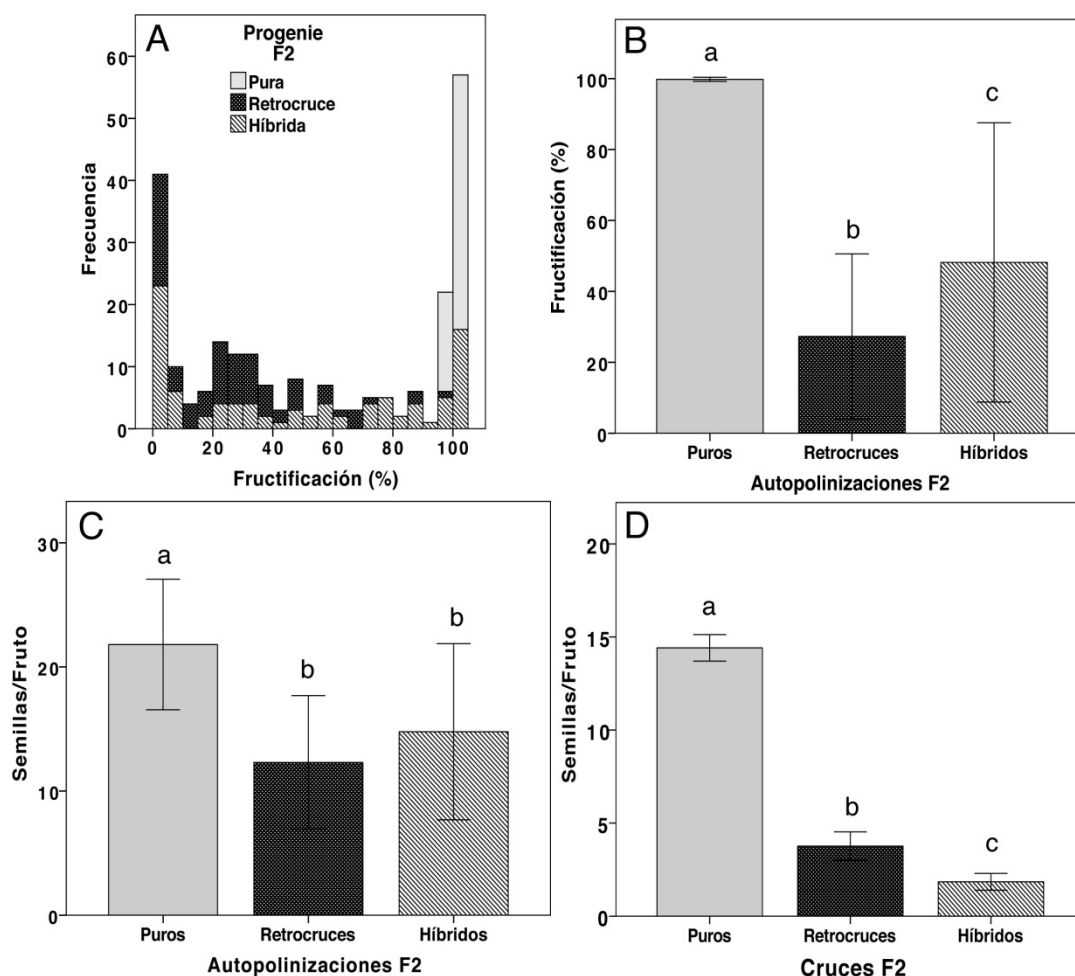 A
Progenie
F2
Pura
Retrocruce
Híbrida
Frecuencia
60
50
40
30
20
10
0
0 20 40 60 80 100
Fructificación (%)
B
a
b
c
Fructificación (%)
100
80
60
40
20
0
Puros Retrocruces Híbridos
Autopolinizaciones F2
C
a
b
b
Semillas/Fruto
30
20
10
0
Puros Retrocruces Híbridos
Autopolinizaciones F2
D
a
b
c
Semillas/Fruto
20
15
10
5
0
Puros Retrocruces Híbridos
Cruces F2